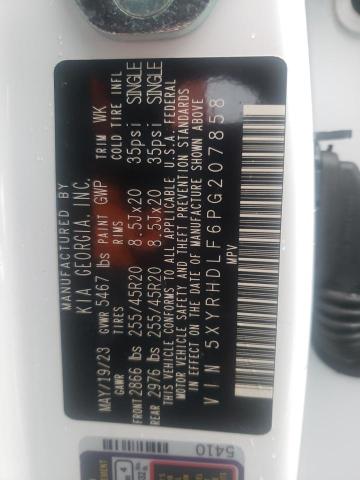 MANUFACTURED BY
KIA GEORGIA, INC.
MAY/19/23 GVWR 5467 lbs PAINT GWP TRIM WK
GAWR TIRES RIMS COLD TIRE INFL
FRONT 2866 lbs 255/45R20 8.5Jx20 35psi SINGLE
REAR 2976 lbs 255/45R20 8.5Jx20 35psi SINGLE
THIS VEHICLE CONFORMS TO ALL APPLICABLE U.S.A. FEDERAL
MOTOR VEHICLE SAFETY AND THEFT PREVENTION STANDARDS
IN EFFECT ON THE DATE OF MANUFACTURE SHOWN ABOVE
VIN 5XYRHDLF6PG207858
MPV
5410
4